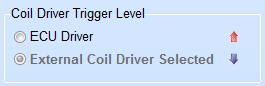 Coil Driver Trigger Level
ECU Driver
External Coil Driver Selected